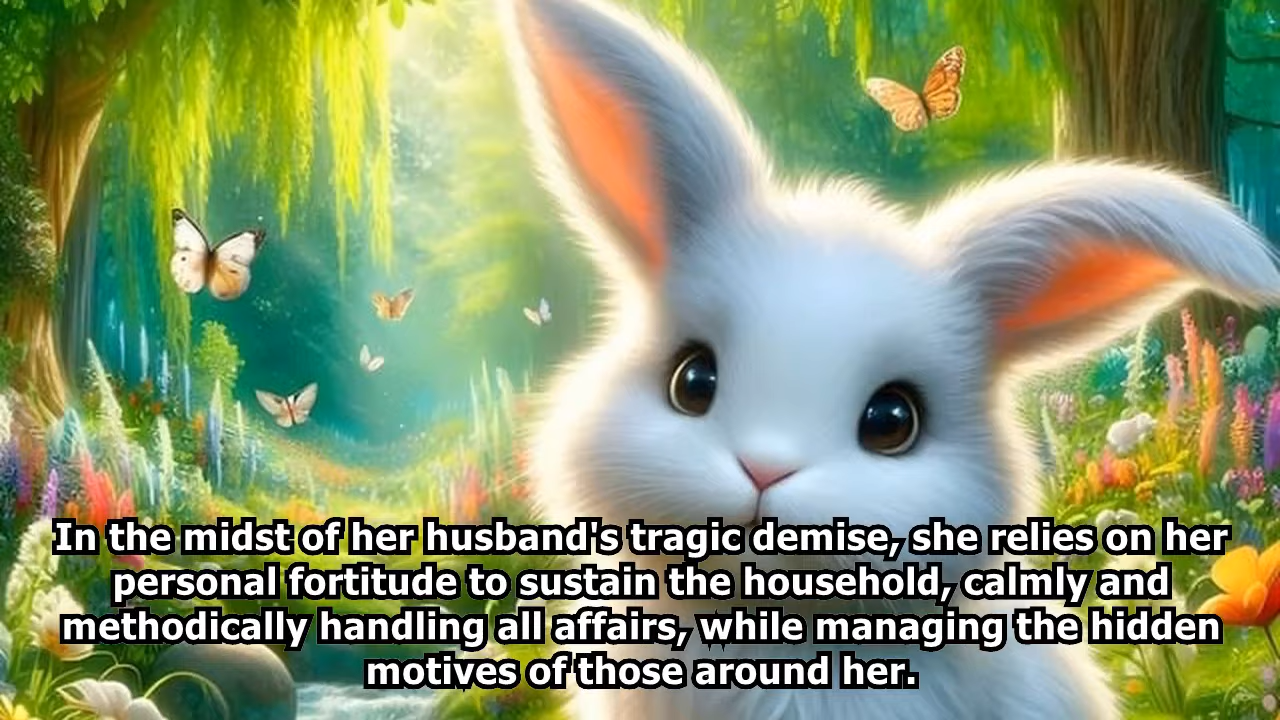 In the midst of her husband's tragic demise, she relies on her
personal fortitude to sustain the household, calmly and
methodically handling all affairs, while managing the hidden
motives of those around her.